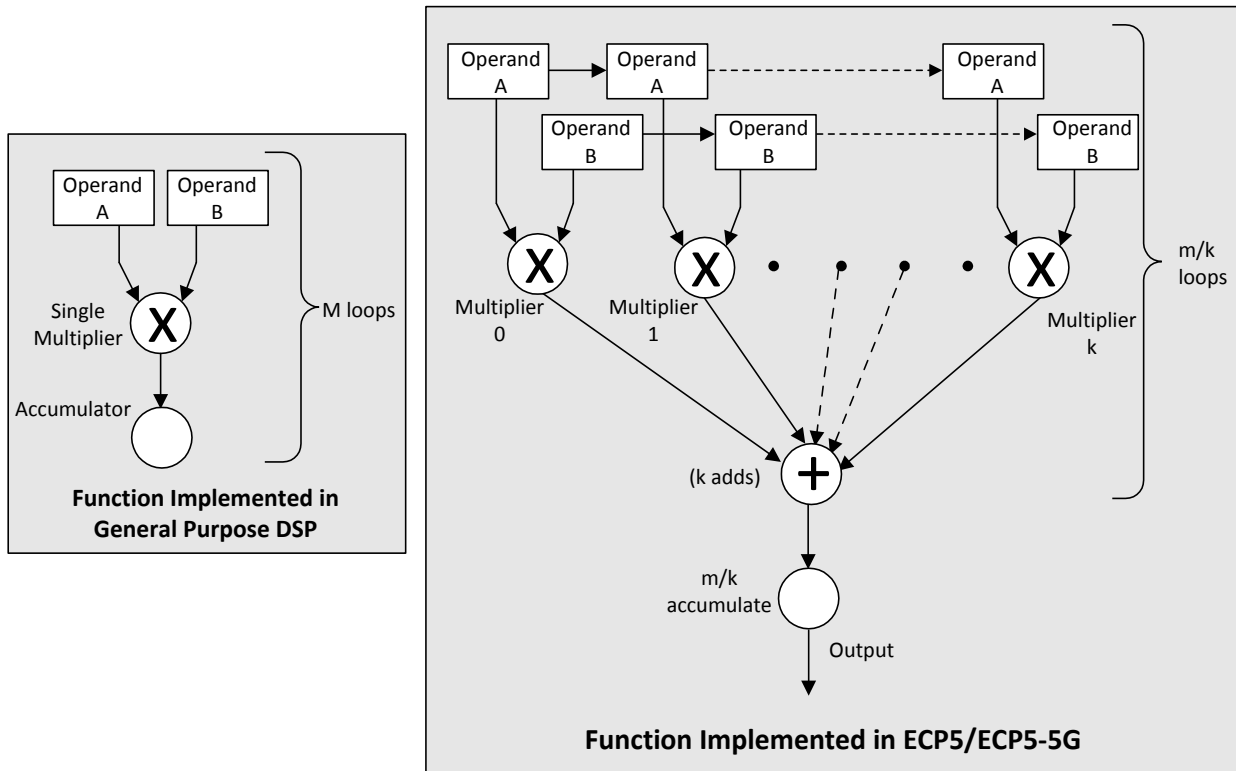 Operand
A
Operand
B
Single
Multiplier
X
Accumulator
M loops
Function Implemented in
General Purpose DSP
Operand
A
Operand
A
Operand
A
Operand
B
Operand
B
Operand
B
X
X
X
Multiplier
0
Multiplier
1
Multiplier
k
m/k
loops
(k adds)
+
m/k
accumulate
Output
Function Implemented in ECP5/ECP5-5G